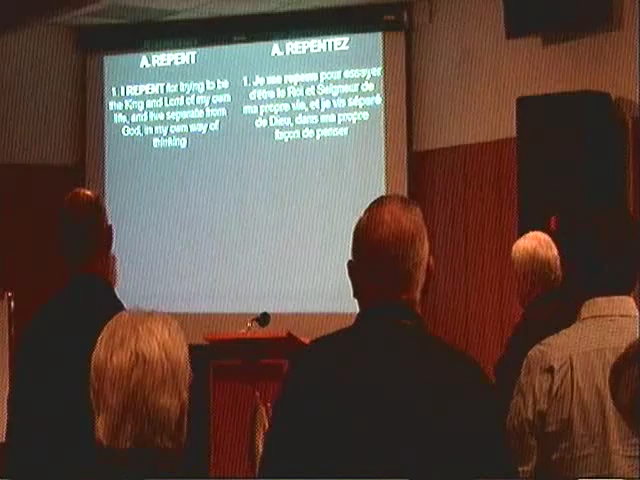 A. REPENT
1. I REPENT for trying to be
the King and Lord of my own
life, and live separate from
God, in my own way of
thinking
A. REPENTEZ
1. Je me repens pour essayer
d'être le Roi et Seigneur de
ma propre vie, et je vis séparé
de Dieu, dans ma propre
façon de penser